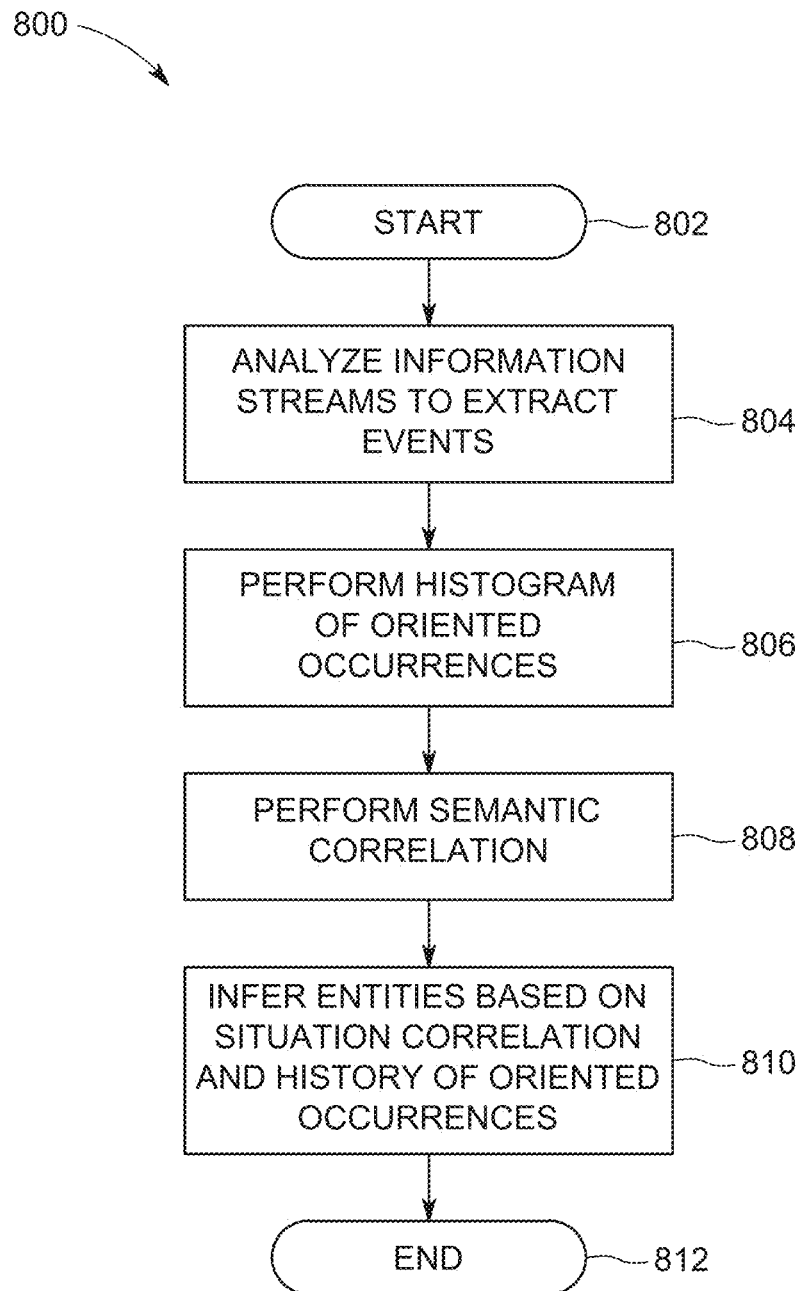 800
START
802
ANALYZE INFORMATION
STREAMS TO EXTRACT
EVENTS
804
PERFORM HISTOGRAM
OF ORIENTED
OCCURRENCES
806
PERFORM SEMANTIC
CORRELATION
808
INFER ENTITIES BASED ON
SITUATION CORRELATION
AND HISTORY OF ORIENTED
OCCURRENCES
810
END
812